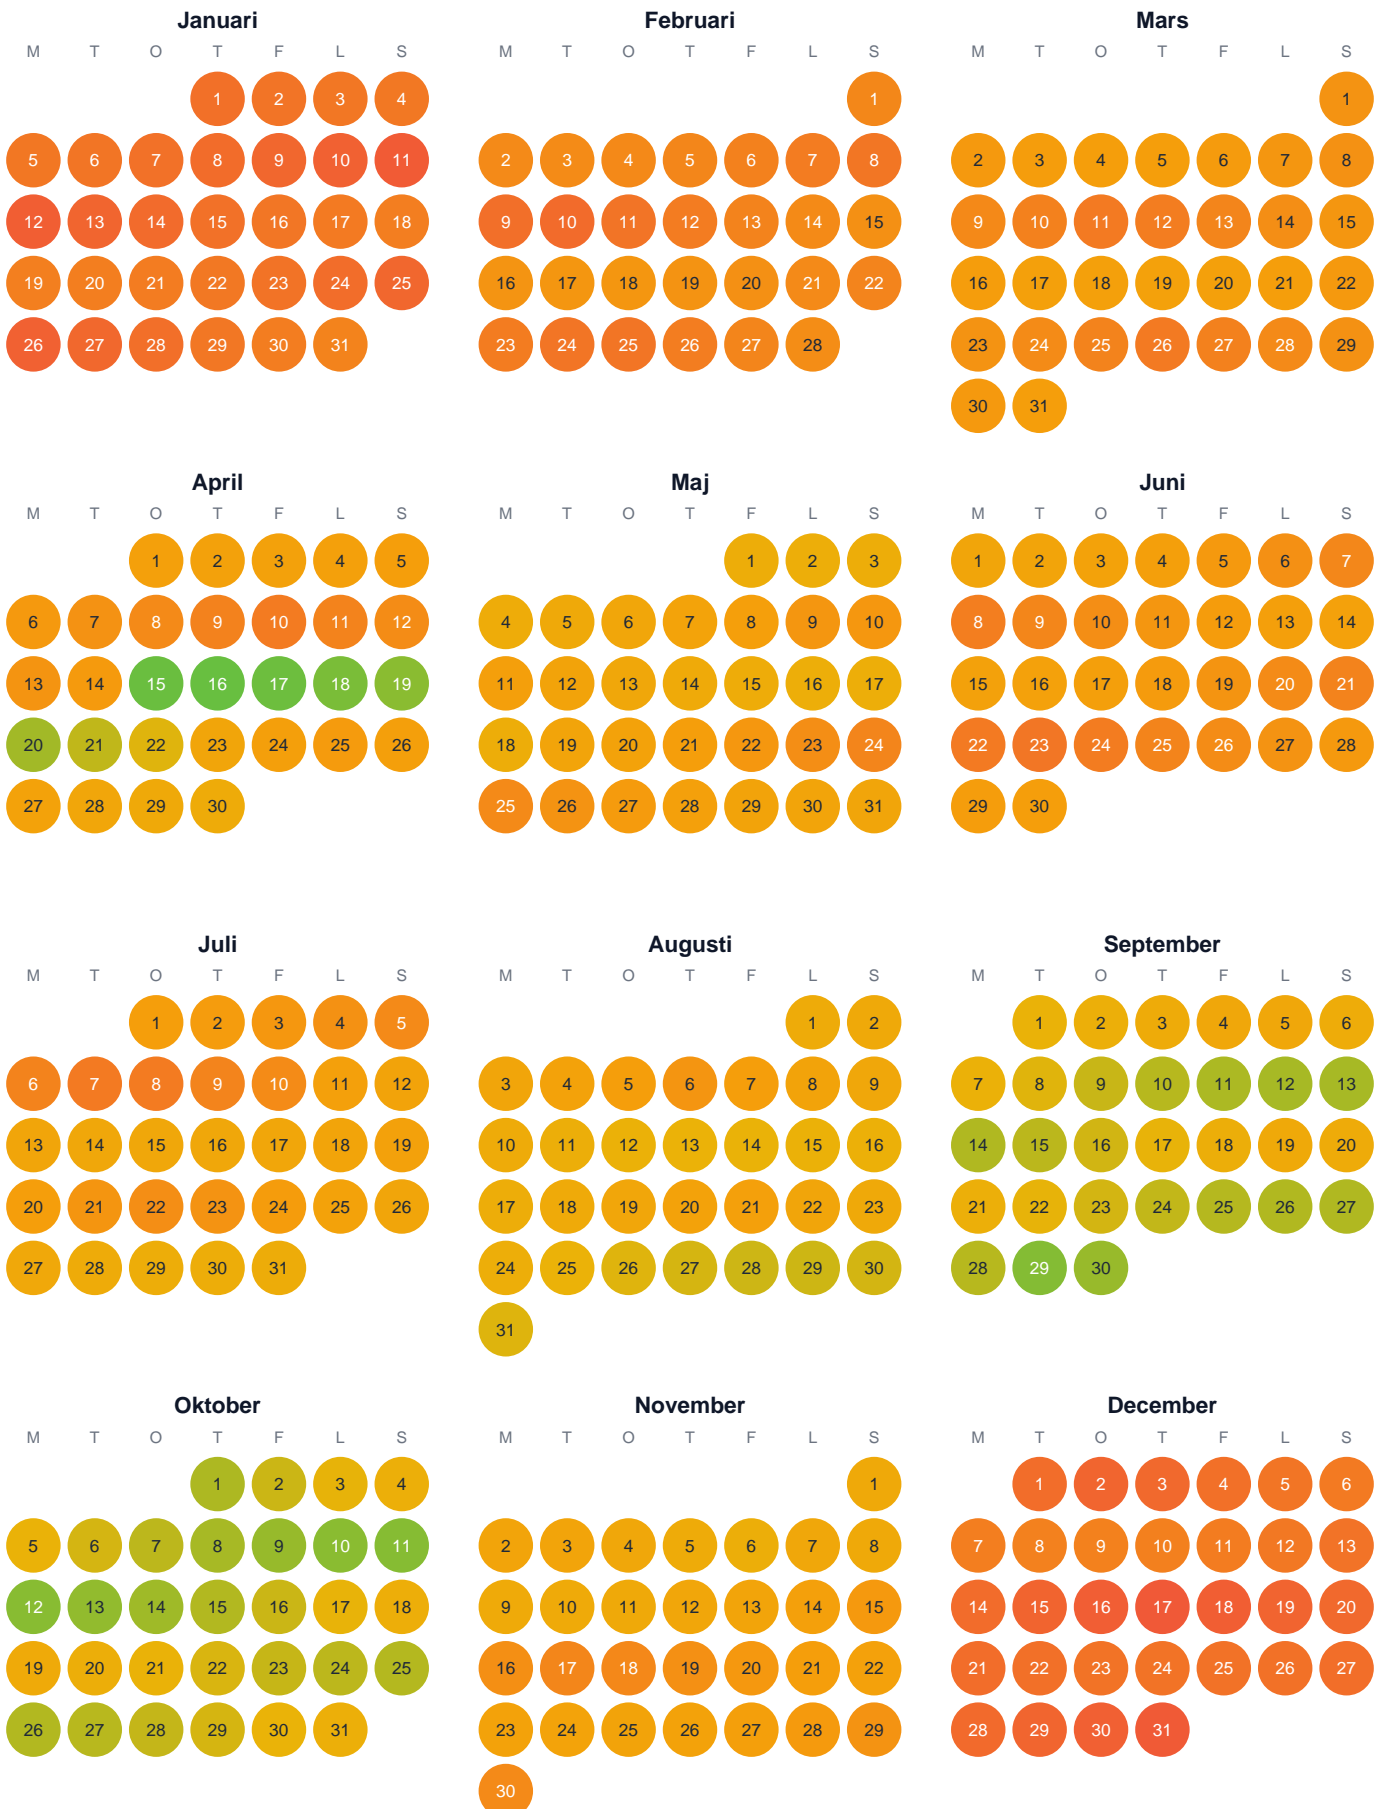 Januari Februari Mars
M T O T F L S M T O T F L S M T O T F L S
1 2 3 4 1 1
5 6 7 8 9 10 11 2 3 4 5 6 7 8 2 3 4 5 6 7 8
12 13 14 15 16 17 18 9 10 11 12 13 14 15 9 10 11 12 13 14 15
19 20 21 22 23 24 25 16 17 18 19 20 21 22 16 17 18 19 20 21 22
26 27 28 29 30 31 23 24 25 26 27 28 23 24 25 26 27 28 29
30 31
April Maj Juni
M T O T F L S M T O T F L S M T O T F L S
1 2 3 4 5 1 2 3 1 2 3 4 5 6 7
6 7 8 9 10 11 12 4 5 6 7 8 9 10 8 9 10 11 12 13 14
13 14 15 16 17 18 19 11 12 13 14 15 16 17 15 16 17 18 19 20 21
20 21 22 23 24 25 26 18 19 20 21 22 23 24 22 23 24 25 26 27 28
27 28 29 30 25 26 27 28 29 30 31 29 30
Juli Augusti September
M T O T F L S M T O T F L S M T O T F L S
1 2 3 4 5 1 2 1 2 3 4 5 6
6 7 8 9 10 11 12 3 4 5 6 7 8 9 7 8 9 10 11 12 13
13 14 15 16 17 18 19 10 11 12 13 14 15 16 14 15 16 17 18 19 20
20 21 22 23 24 25 26 17 18 19 20 21 22 23 21 22 23 24 25 26 27
27 28 29 30 31 24 25 26 27 28 29 30 28 29 30
31
Oktober November December
M T O T F L S M T O T F L S M T O T F L S
1 2 3 4 1 1 2 3 4 5 6
5 6 7 8 9 10 11 2 3 4 5 6 7 8 7 8 9 10 11 12 13
12 13 14 15 16 17 18 9 10 11 12 13 14 15 14 15 16 17 18 19 20
19 20 21 22 23 24 25 16 17 18 19 20 21 22 21 22 23 24 25 26 27
26 27 28 29 30 31 23 24 25 26 27 28 29 28 29 30 31
30